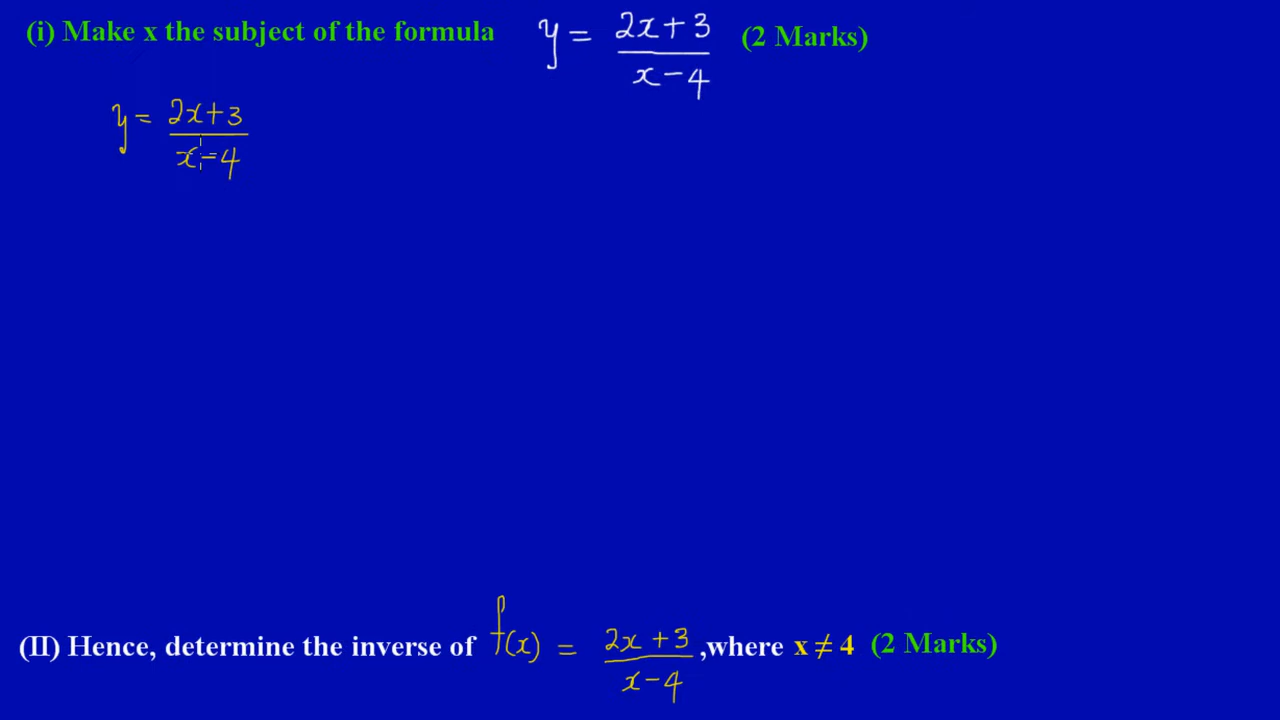 (i) Make x the subject of the formula y = (2x+3)/(x-4) (2 Marks)
y = (2x+3)/(x-4)
(II) Hence, determine the inverse of f(x) = (2x+3)/(x-4) ,where x ≠ 4 (2 Marks)